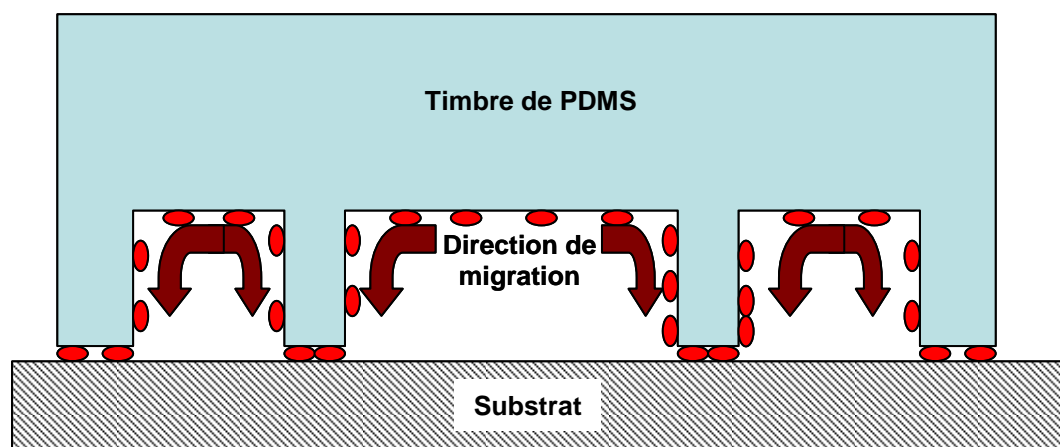 Timbre de PDMS
Direction de
migration
Substrat